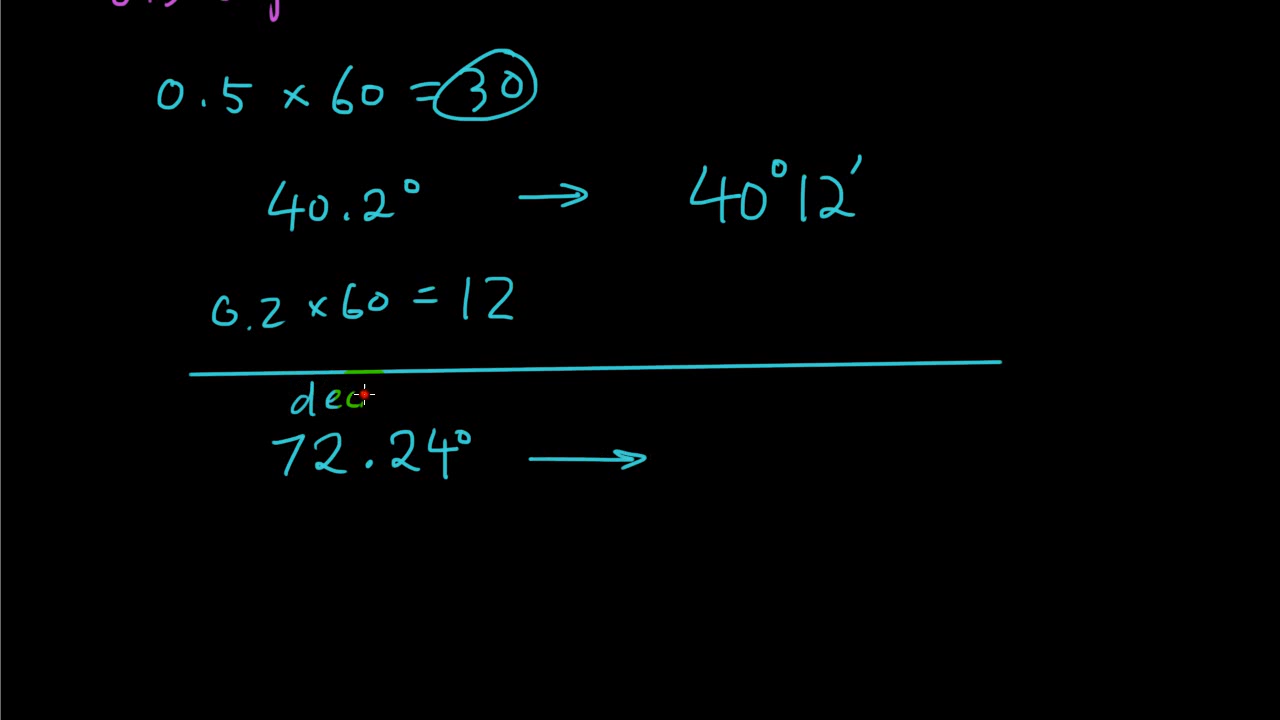 0.5 × 60 = 30
40.2° → 40°12′
0.2 × 60 = 12
dec
72.24° →